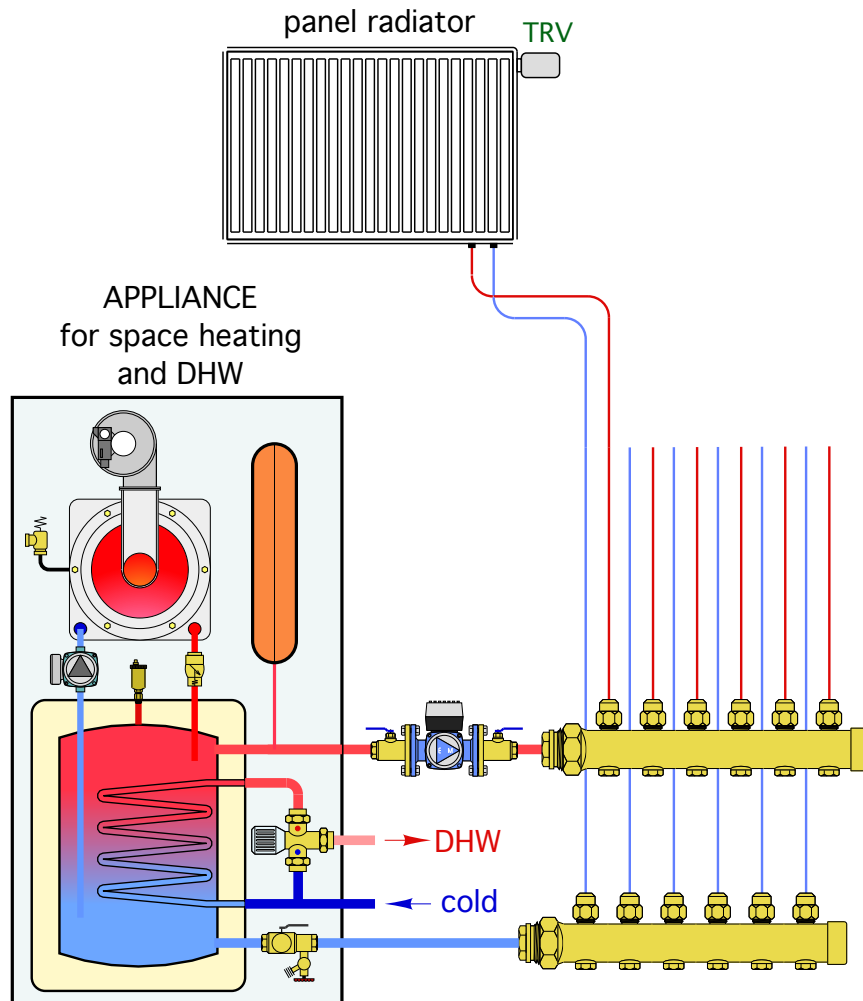 panel radiator
TRV
APPLIANCE
for space heating
and DHW
DHW
cold